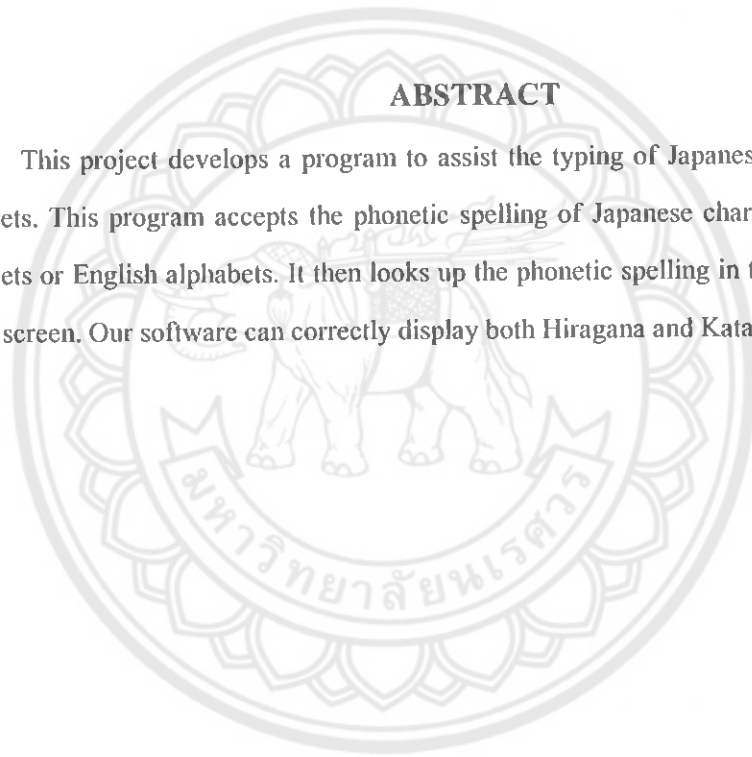 ABSTRACT
This project develops a program to assist the typing of Japanes
ets. This program accepts the phonetic spelling of Japanese char
ets or English alphabets. It then looks up the phonetic spelling in t
screen. Our software can correctly display both Hiragana and Kata
มหาวิทยาลัยนเรศวร